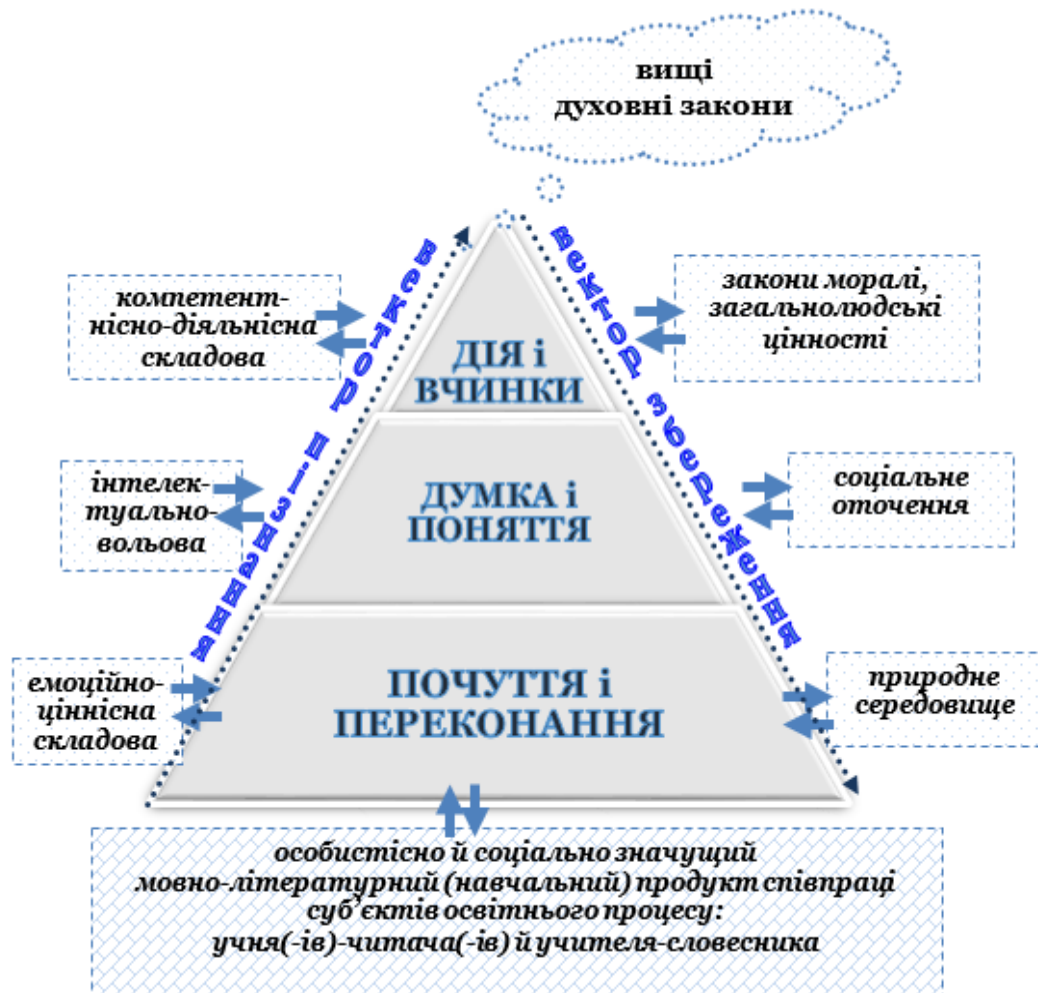 вищі
духовні закони
компетент-
нісно-діяльнісна
складова
вектор пізнання
вектор збереження
закони моралі,
загальнолюдські
цінності
ДІЯ і
ВЧИНКИ
інтелек-
туально-
вольова
ДУМКА і
ПОНЯТТЯ
соціальне
оточення
емоційно-
ціннісна
складова
ПОЧУТТЯ і
ПЕРЕКОНАННЯ
природне
середовище
особистісно й соціально значущий
мовно-літературний (навчальний) продукт співпраці
суб’єктів освітнього процесу:
учня(-ів)-читача(-ів) й учителя-словесника